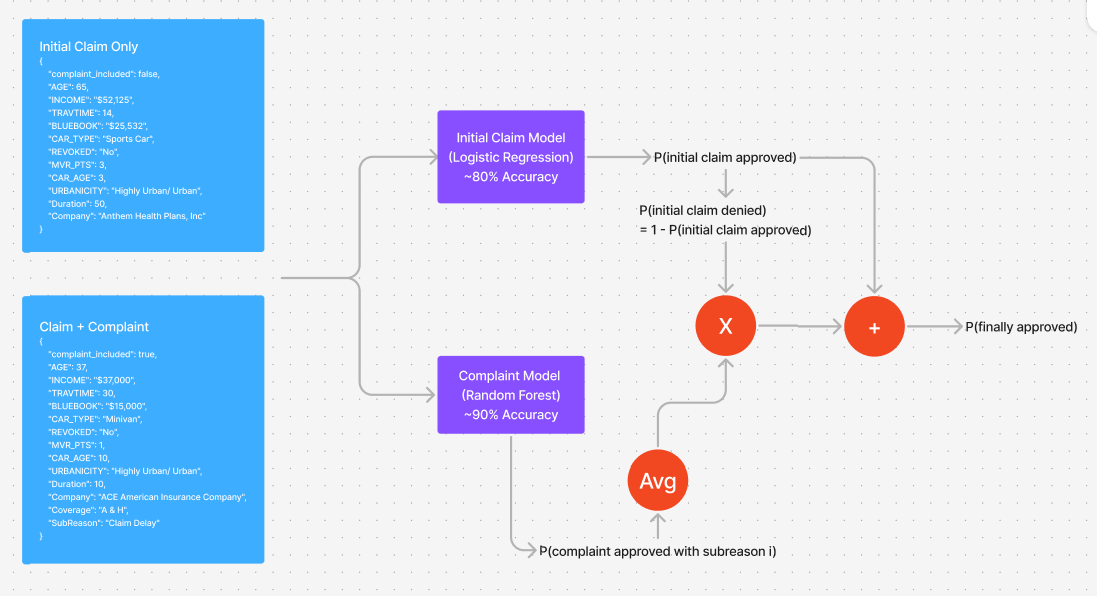 Initial Claim Only
{
"complaint_included": false,
"AGE": 65,
"INCOME": "$52,125",
"TRAVTIME": 14,
"BLUEBOOK": "$25,532",
"CAR_TYPE": "Sports Car",
"REVOKED": "No",
"MVR_PTS": 3,
"CAR_AGE": 3,
"URBANICITY": "Highly Urban/ Urban",
"Duration": 50,
"Company": "Anthem Health Plans, Inc"
}
Claim + Complaint
{
"complaint_included": true,
"AGE": 37,
"INCOME": "$37,000",
"TRAVTIME": 30,
"BLUEBOOK": "$15,000",
"CAR_TYPE": "Minivan",
"REVOKED": "No",
"MVR_PTS": 1,
"CAR_AGE": 10,
"URBANICITY": "Highly Urban/ Urban",
"Duration": 10,
"Company": "ACE American Insurance Company",
"Coverage": "A & H",
"SubReason": "Claim Delay"
}
Initial Claim Model
(Logistic Regression)
~80% Accuracy
P(initial claim approved)
P(initial claim denied)
= 1 - P(initial claim approved)
X
+
P(finally approved)
Complaint Model
(Random Forest)
~90% Accuracy
Avg
P(complaint approved with subreason i)